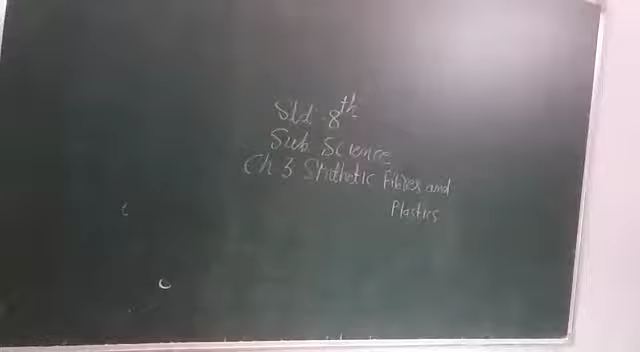 Std. 8th
Sub Science
Ch 3 Synthetic Fibres and
Plastics